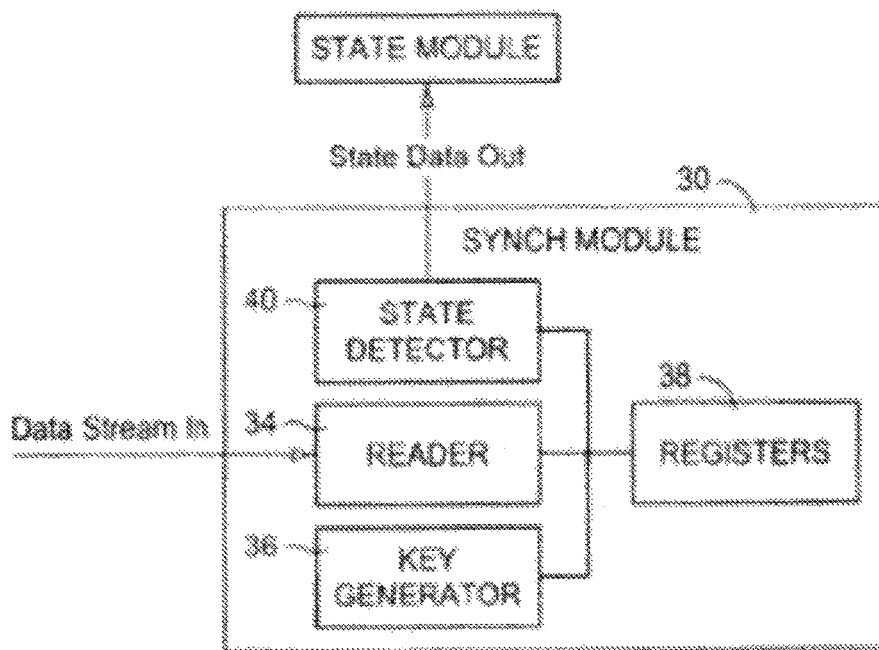 STATE MODULE
State Data Out
30
SYNCH MODULE
40
STATE
DETECTOR
38
Data Stream In
34
READER
REGISTERS
36
KEY
GENERATOR